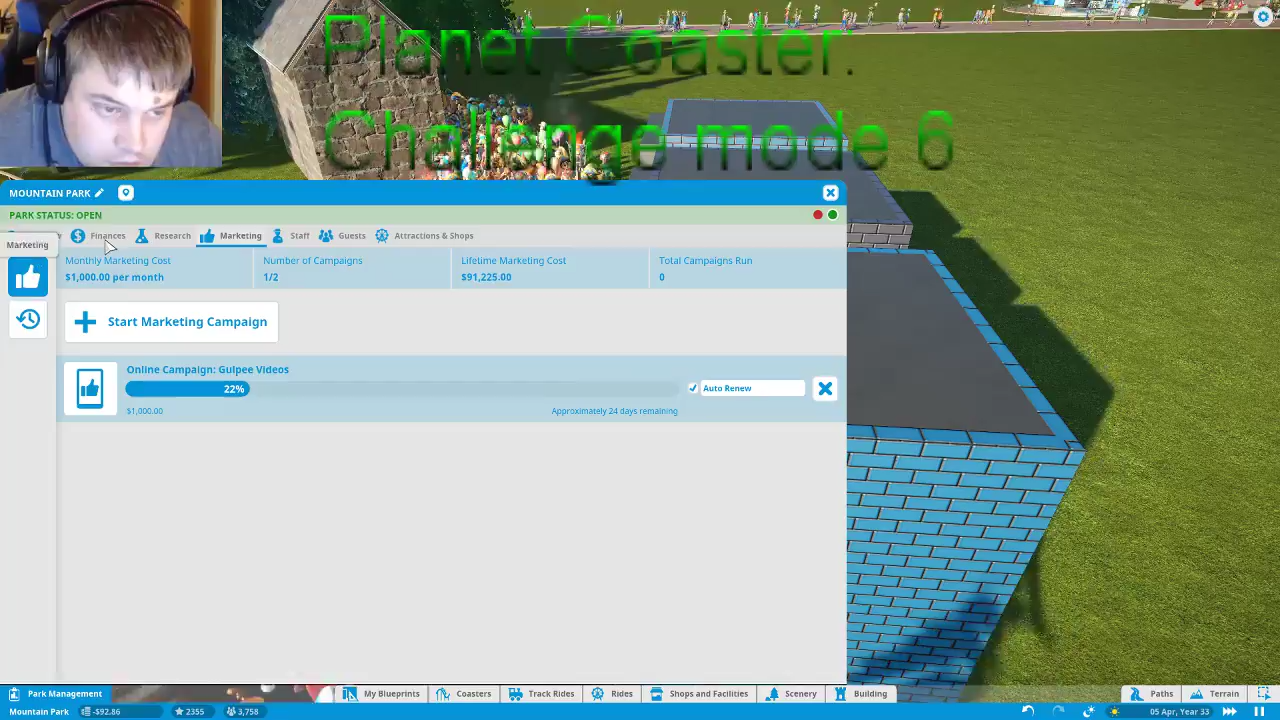 Planet Coaster:
Challenge mode 6
MOUNTAIN PARK
PARK STATUS: OPEN
Finances Research Marketing Staff Guests Attractions & Shops
Marketing
Monthly Marketing Cost Number of Campaigns Lifetime Marketing Cost Total Campaigns Run
$1,000.00 per month 1/2 $91,225.00 0
Start Marketing Campaign
Online Campaign: Gulpee Videos
22% Auto Renew
$1,000.00 Approximately 24 days remaining
Park Management My Blueprints Coasters Track Rides Rides Shops and Facilities Scenery Building Paths Terrain
Mountain Park -$92.86 2355 3,758 05 Apr, Year 33